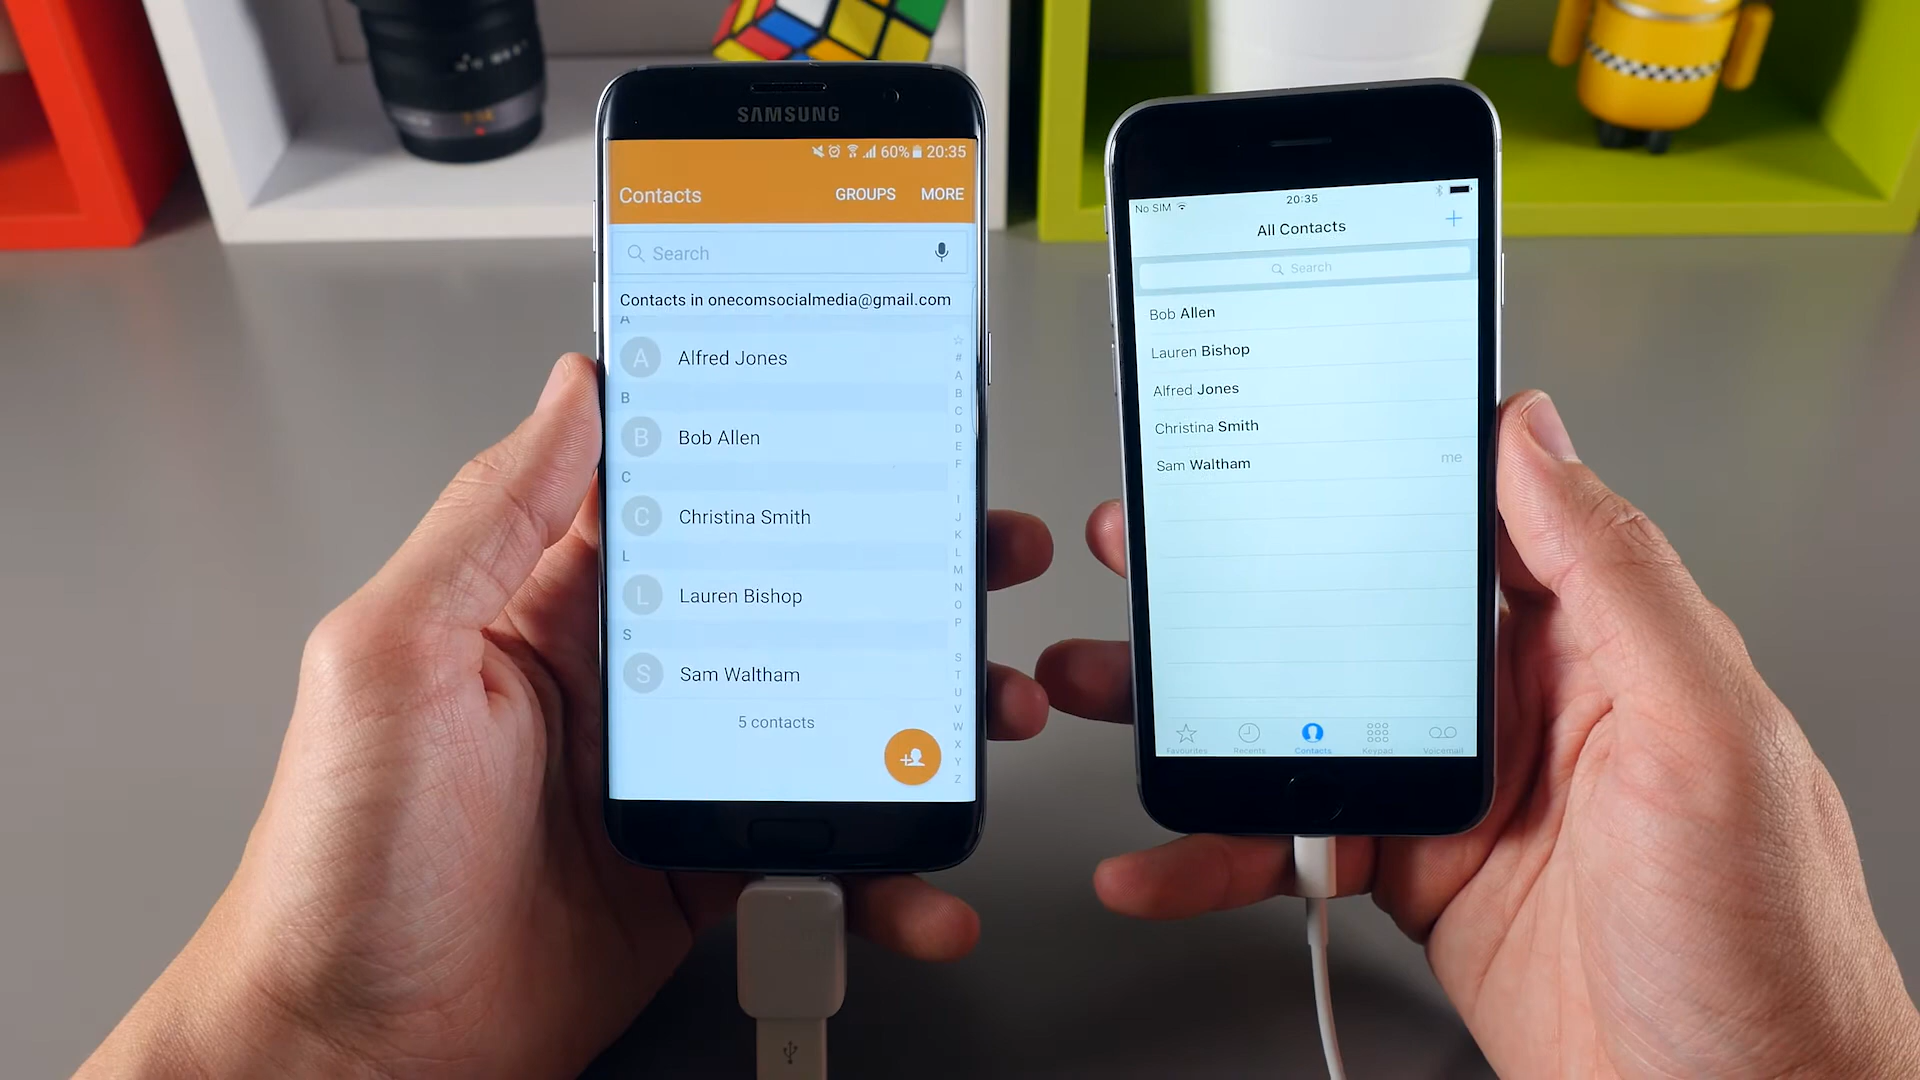 SAMSUNG
60% 20:35
Contacts GROUPS MORE
Search
Contacts in onecomsocialmedia@gmail.com
A
A Alfred Jones
B
B Bob Allen
C
C Christina Smith
L
L Lauren Bishop
S
S Sam Waltham
5 contacts
#
A
B
C
D
E
F
I
J
K
L
M
N
O
P
S
T
U
V
W
X
Y
Z
No SIM 20:35
All Contacts +
Search
Bob Allen
Lauren Bishop
Alfred Jones
Christina Smith
Sam Waltham me
Favourites Recents Contacts Keypad Voicemail